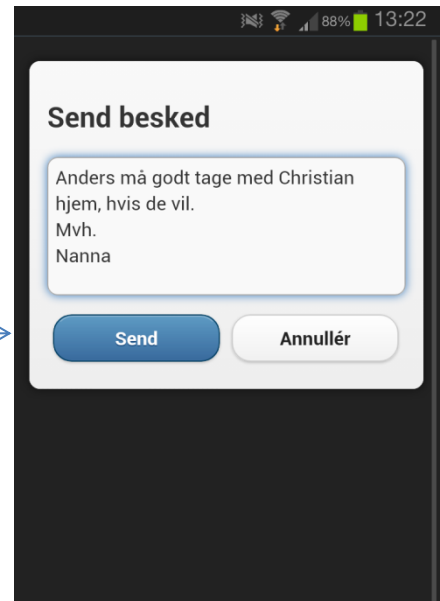 88% 13:22
Send besked
Anders må godt tage med Christian
hjem, hvis de vil.
Mvh.
Nanna
Send Annullér